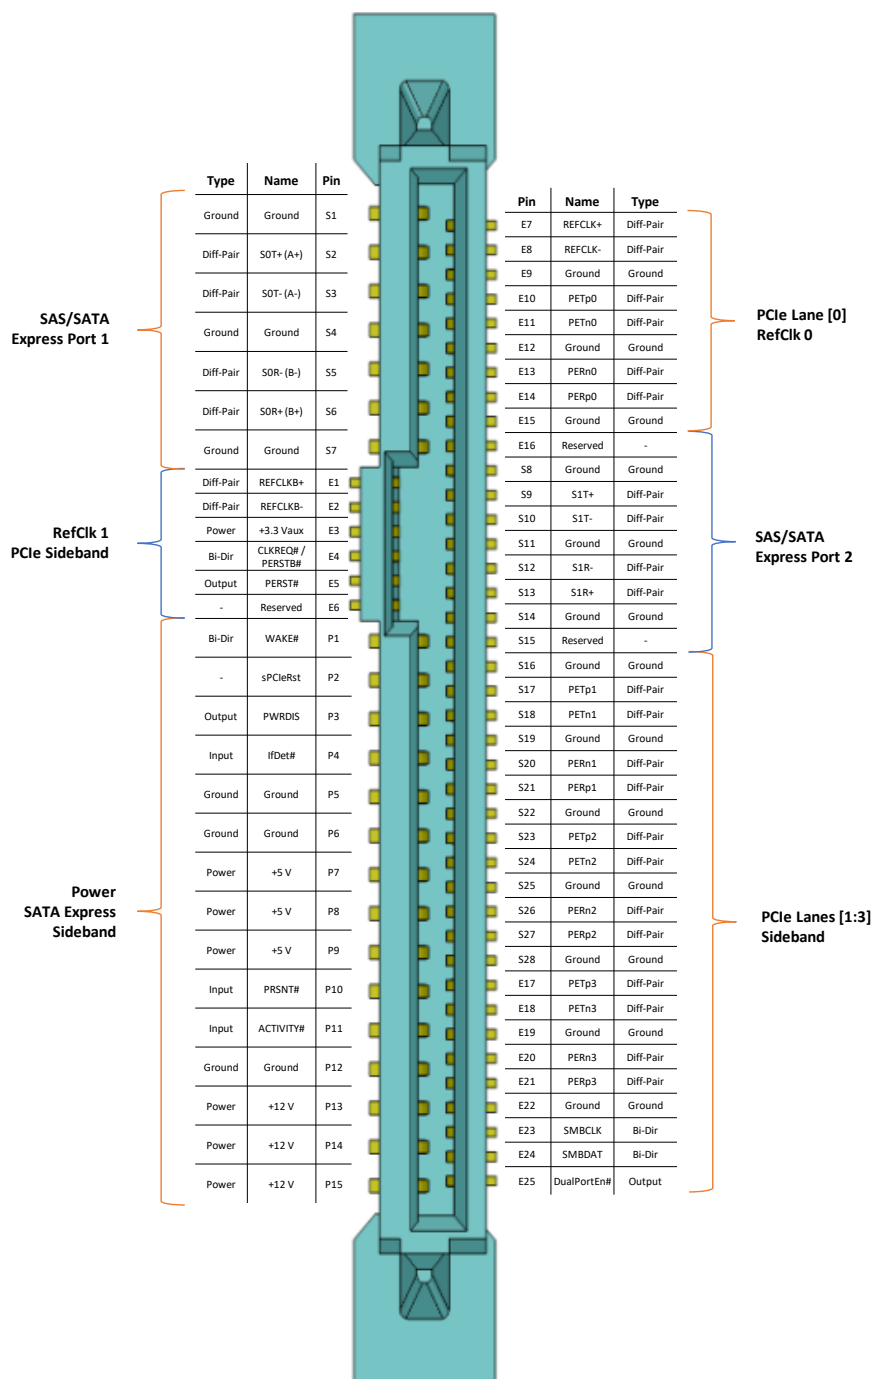 Type Name Pin
Ground Ground S1
Diff-Pair S0T+ (A+) S2
Diff-Pair S0T- (A-) S3
Ground Ground S4
Diff-Pair S0R- (B-) S5
Diff-Pair S0R+ (B+) S6
Ground Ground S7
Diff-Pair REFCLKB+ E1
Diff-Pair REFCLKB- E2
Power +3.3 Vaux E3
Bi-Dir CLKREQ# / PERSTB# E4
Output PERST# E5
- Reserved E6
Bi-Dir WAKE# P1
- sPCIeRst P2
Output PWRDIS P3
Input IfDet# P4
Ground Ground P5
Ground Ground P6
Power +5 V P7
Power +5 V P8
Power +5 V P9
Input PRSNT# P10
Input ACTIVITY# P11
Ground Ground P12
Power +12 V P13
Power +12 V P14
Power +12 V P15
SAS/SATA
Express Port 1
RefClk 1
PCIe Sideband
Power
SATA Express
Sideband
Pin Name Type
E7 REFCLK+ Diff-Pair
E8 REFCLK- Diff-Pair
E9 Ground Ground
E10 PETp0 Diff-Pair
E11 PETn0 Diff-Pair
E12 Ground Ground
E13 PERn0 Diff-Pair
E14 PERp0 Diff-Pair
E15 Ground Ground
E16 Reserved -
S8 Ground Ground
S9 S1T+ Diff-Pair
S10 S1T- Diff-Pair
S11 Ground Ground
S12 S1R- Diff-Pair
S13 S1R+ Diff-Pair
S14 Ground Ground
S15 Reserved -
S16 Ground Ground
S17 PETp1 Diff-Pair
S18 PETn1 Diff-Pair
S19 Ground Ground
S20 PERn1 Diff-Pair
S21 PERp1 Diff-Pair
S22 Ground Ground
S23 PETp2 Diff-Pair
S24 PETn2 Diff-Pair
S25 Ground Ground
S26 PERn2 Diff-Pair
S27 PERp2 Diff-Pair
S28 Ground Ground
E17 PETp3 Diff-Pair
E18 PETn3 Diff-Pair
E19 Ground Ground
E20 PERn3 Diff-Pair
E21 PERp3 Diff-Pair
E22 Ground Ground
E23 SMBCLK Bi-Dir
E24 SMBDAT Bi-Dir
E25 DualPortEn# Output
PCIe Lane [0]
RefClk 0
SAS/SATA
Express Port 2
PCIe Lanes [1:3]
Sideband